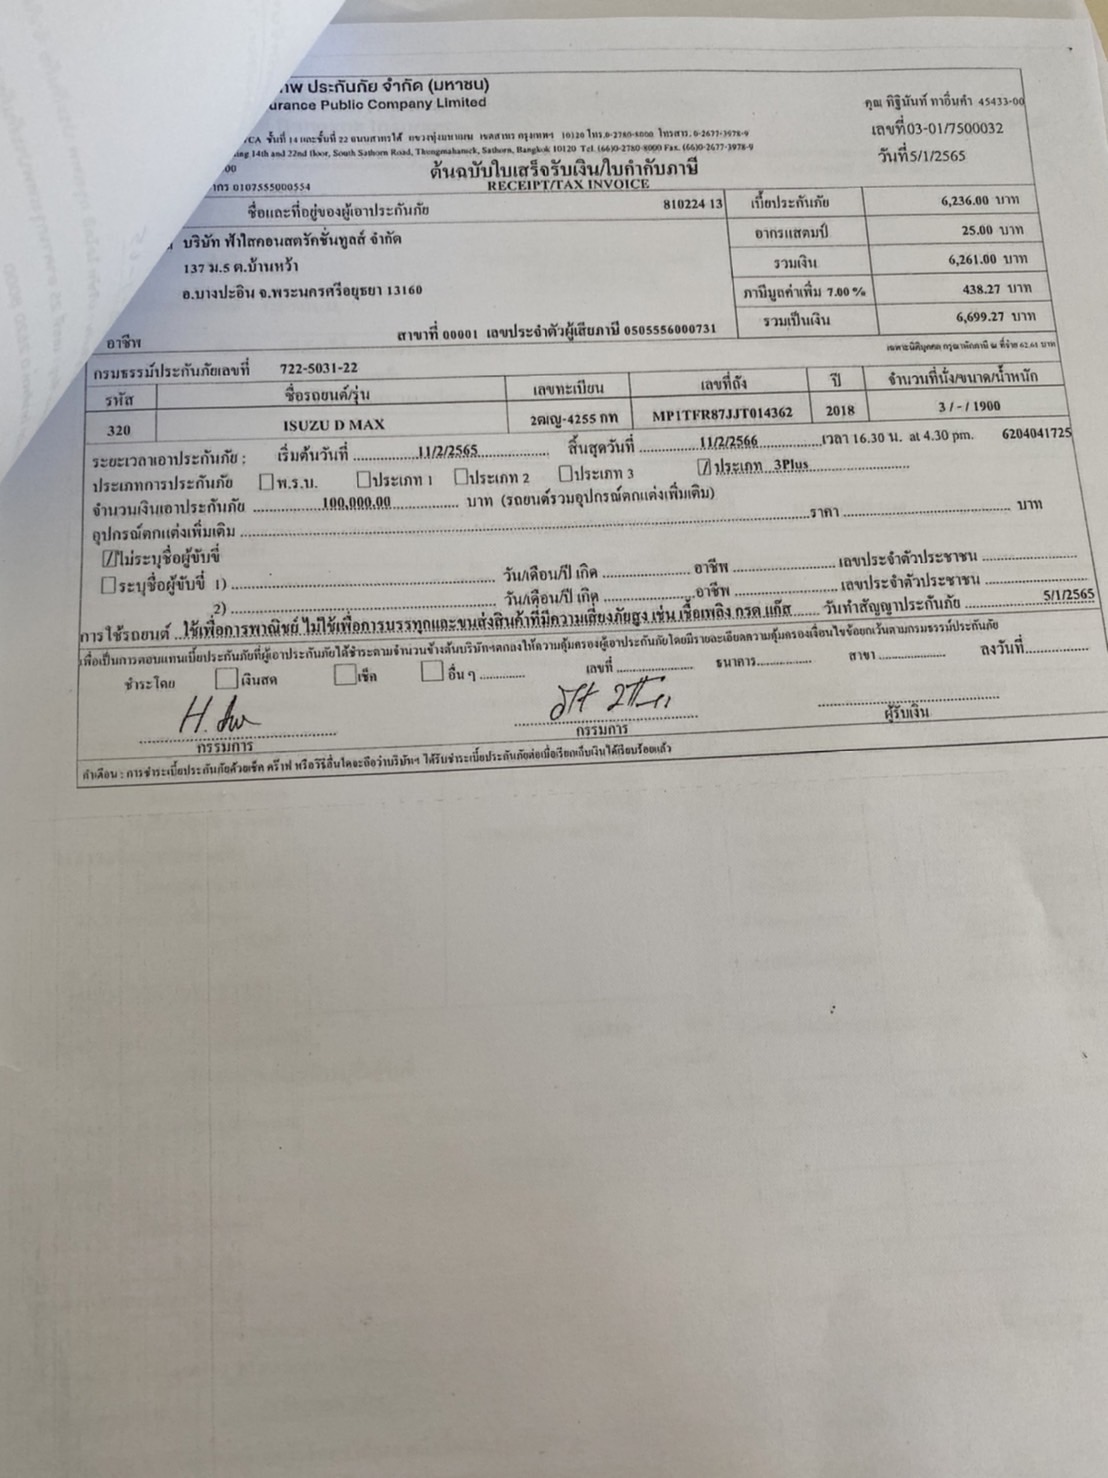 ประกันภัย จำกัด (มหาชน)
Public Company Limited
คุณ ทิฐินันท์ ทาอื่นคำ 45433-00
เลขที่03-01/7500032
วันที่5/1/2565
ชั้นที่ 14 และชั้นที่ 22 ถนนสาทรใต้ แขวงทุ่งมหาเมฆ เขตสาทร กรุงเทพฯ 10120 โทร.0-2780-8000 โทรสาร. 0-2677-3978-9
14th and 22nd floor, South Sathorn Road, Thungmahamek, Sathorn, Bangkok 10120 Tel. (66)0-2780-8000 Fax. (66)0-2677-3978-9
0107555000554
ต้นฉบับใบเสร็จรับเงิน/ใบกำกับภาษี
RECEIPT/TAX INVOICE
ชื่อและที่อยู่ของผู้เอาประกันภัย 810224 13
เบี้ยประกันภัย 6,236.00 บาท
บริษัท ฟ้าใสคอนสตรัคชั่นทูลส์ จำกัด
อากรแสตมป์ 25.00 บาท
137 ม.5 ต.บ้านหว้า
รวมเงิน 6,261.00 บาท
อ.บางปะอิน จ.พระนครศรีอยุธยา 13160
ภาษีมูลค่าเพิ่ม 7.00 % 438.27 บาท
รวมเป็นเงิน 6,699.27 บาท
อาชีพ สาขาที่ 00001 เลขประจำตัวผู้เสียภาษี 0505556000731
เฉพาะนิติบุคคล กรุณาหักภาษี ณ ที่จ่าย 62.61 บาท
กรมธรรม์ประกันภัยเลขที่ 722-5031-22
รหัส ชื่อรถยนต์/รุ่น เลขทะเบียน เลขที่ถัง ปี จำนวนที่นั่ง/ขนาด/น้ำหนัก
320 ISUZU D MAX 2ฒญ-4255 กท MP1TFR87JJT014362 2018 3 / - / 1900
ระยะเวลาเอาประกันภัย : เริ่มต้นวันที่ 11/2/2565 สิ้นสุดวันที่ 11/2/2566 เวลา 16.30 น. at 4.30 pm. 6204041725
ประเภทการประกันภัย พ.ร.บ. ประเภท 1 ประเภท 2 ประเภท 3 ประเภท 3Plus
จำนวนเงินเอาประกันภัย 100,000.00 บาท (รถยนต์รวมอุปกรณ์ตกแต่งเพิ่มเติม)
อุปกรณ์ตกแต่งเพิ่มเติม ราคา บาท
ไม่ระบุชื่อผู้ขับขี่
ระบุชื่อผู้ขับขี่ 1) วัน/เดือน/ปี เกิด อาชีพ เลขประจำตัวประชาชน
2) วัน/เดือน/ปี เกิด อาชีพ เลขประจำตัวประชาชน
การใช้รถยนต์ ใช้เพื่อการพาณิชย์ ไม่ใช้เพื่อการบรรทุกและขนส่งสินค้าที่มีความเสี่ยงภัยสูง เช่น เชื้อเพลิง กรด แก๊ส วันทำสัญญาประกันภัย 5/1/2565
เพื่อเป็นการตอบแทนเบี้ยประกันภัยที่ผู้เอาประกันภัยได้ชำระตามจำนวนข้างต้นบริษัทฯตกลงให้ความคุ้มครองผู้เอาประกันภัยโดยมีรายละเอียดความคุ้มครองเงื่อนไขข้อยกเว้นตามกรมธรรม์ประกันภัย
ชำระโดย เงินสด เช็ค อื่น ๆ เลขที่ ธนาคาร สาขา ลงวันที่
กรรมการ กรรมการ ผู้รับเงิน
คำเตือน : การชำระเบี้ยประกันภัยด้วยเช็ค ดร๊าฟ หรือวิธีอื่นใดจะถือว่าบริษัทฯ ได้รับชำระเบี้ยประกันภัยต่อเมื่อเรียกเก็บเงินได้เรียบร้อยแล้ว